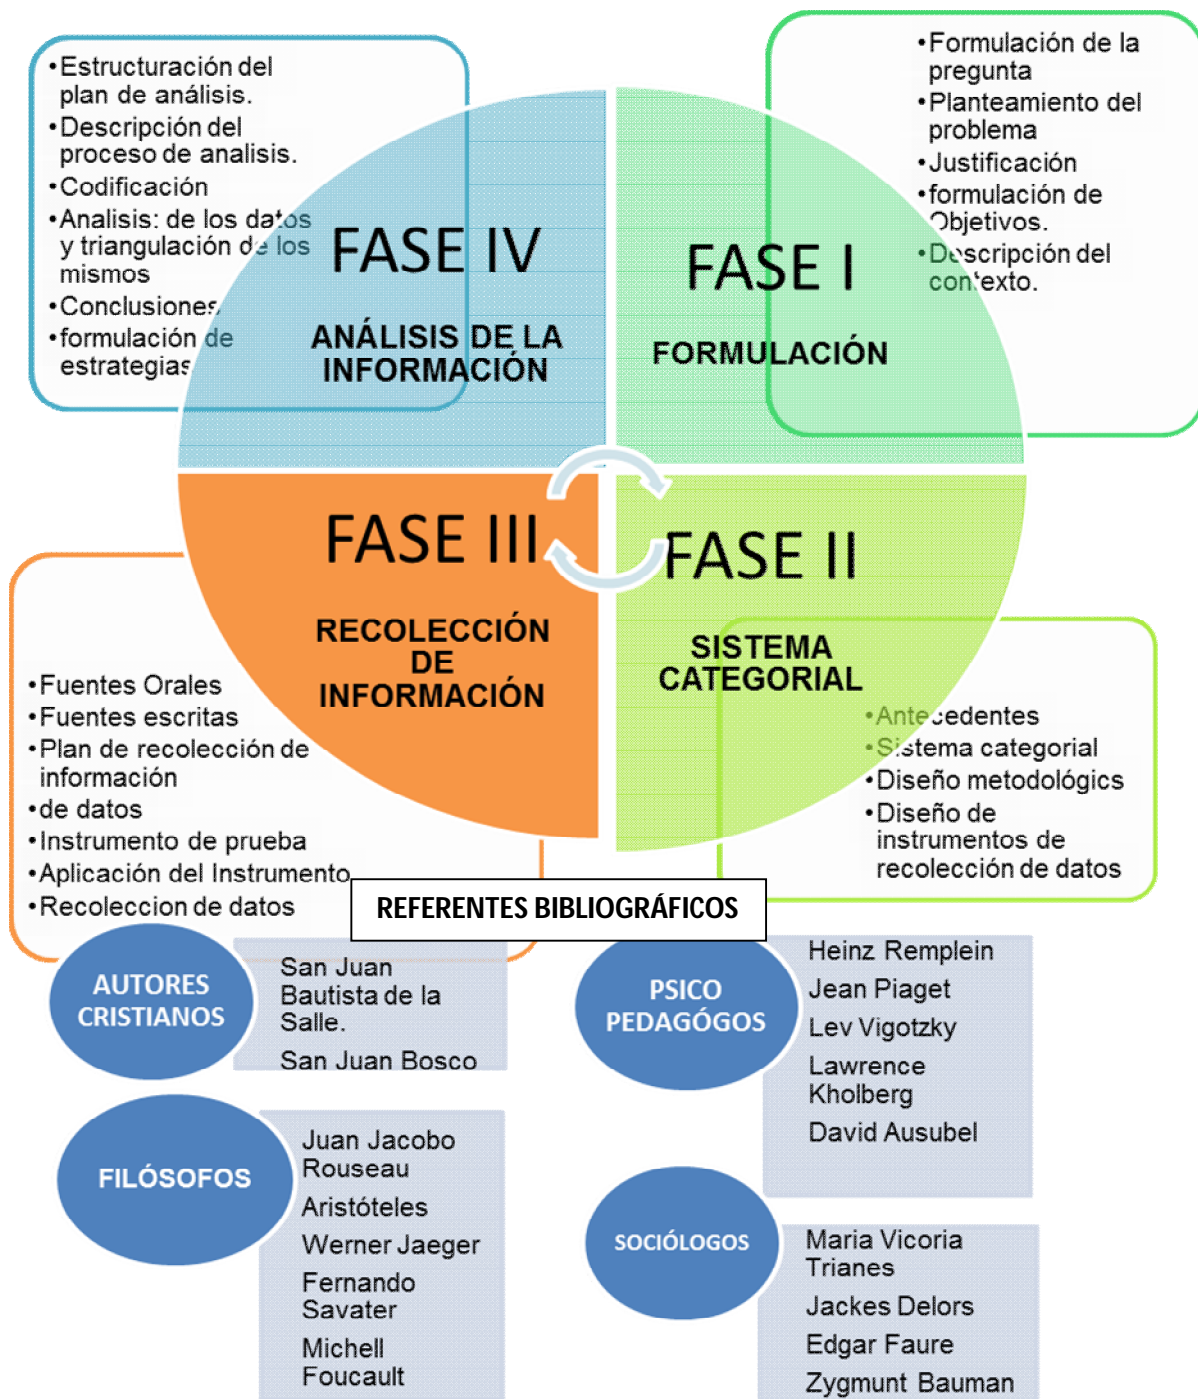 •Estructuración del
plan de análisis.
•Descripción del
proceso de analisis.
•Codificación
•Analisis: de los datos
y triangulación de los
mismos
•Conclusiones
•formulación de
estrategias
FASE IV
ANÁLISIS DE LA
INFORMACIÓN
•Formulación de la
pregunta
•Planteamiento del
problema
•Justificación
•formulación de
Objetivos.
•Descripción del
contexto.
FASE I
FORMULACIÓN
FASE III
RECOLECCIÓN
DE
INFORMACIÓN
•Fuentes Orales
•Fuentes escritas
•Plan de recolección de
información
•de datos
•Instrumento de prueba
•Aplicación del Instrumento
•Recoleccion de datos
FASE II
SISTEMA
CATEGORIAL
•Antecedentes
•Sistema categorial
•Diseño metodológics
•Diseño de
instrumentos de
recolección de datos
REFERENTES BIBLIOGRÁFICOS
AUTORES
CRISTIANOS
San Juan
Bautista de la
Salle.
San Juan Bosco
PSICO
PEDAGÓGOS
Heinz Remplein
Jean Piaget
Lev Vigotzky
Lawrence
Kholberg
David Ausubel
FILÓSOFOS
Juan Jacobo
Rouseau
Aristóteles
Werner Jaeger
Fernando
Savater
Michell
Foucault
SOCIÓLOGOS
Maria Vicoria
Trianes
Jackes Delors
Edgar Faure
Zygmunt Bauman